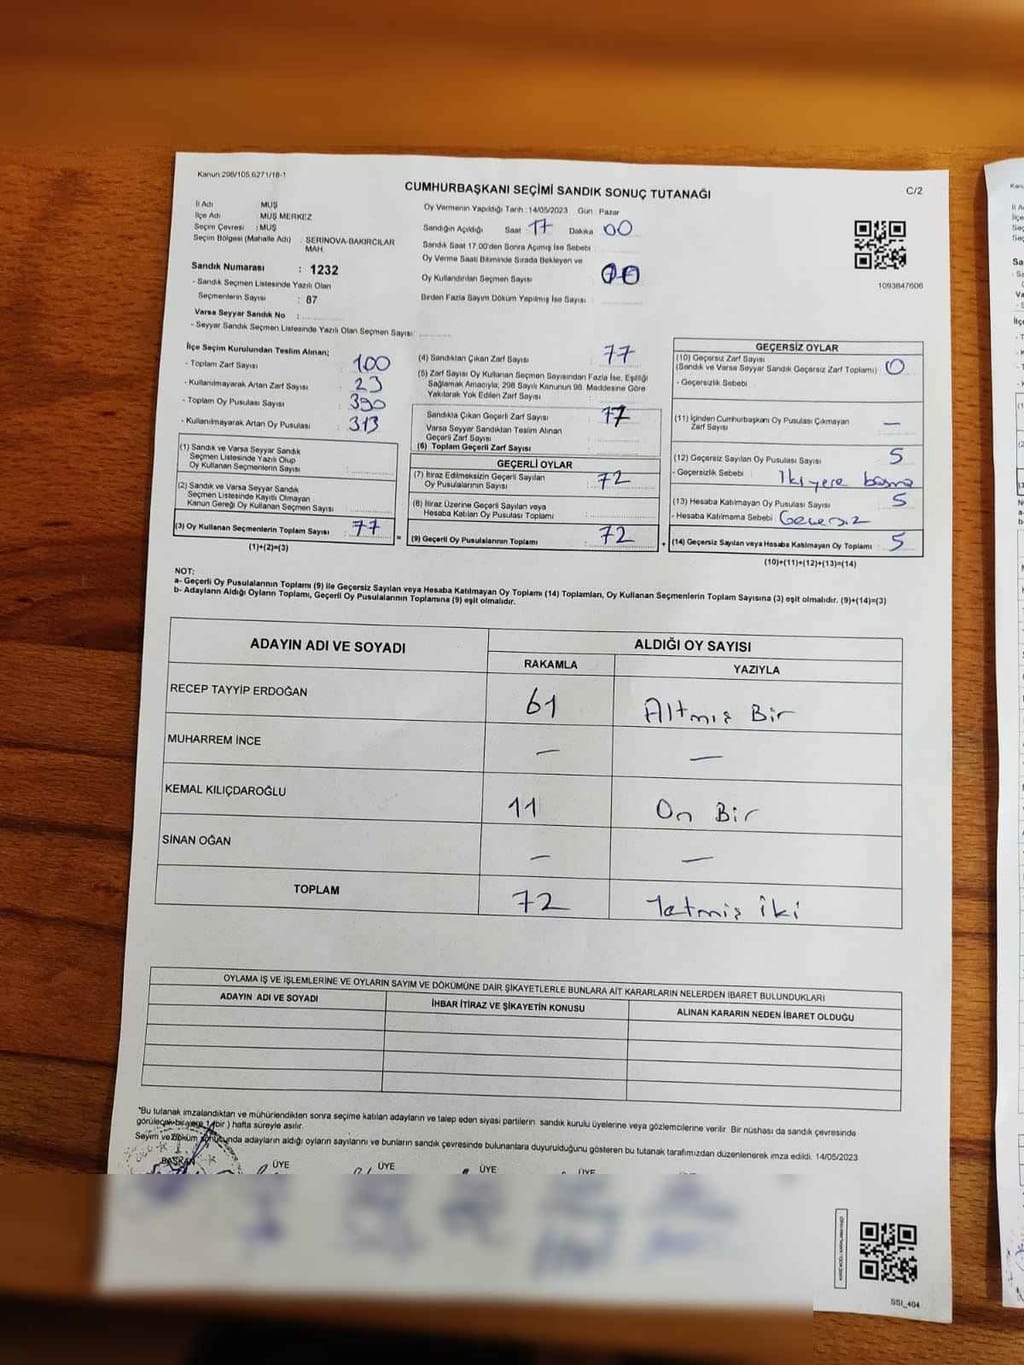 Kanun:298/105.6271/18-1
CUMHURBAŞKANI SEÇİMİ SANDIK SONUÇ TUTANAĞI
C/2
İl Adı : MUŞ
İlçe Adı MUŞ MERKEZ
Seçim Çevresi : MUŞ
Seçim Bölgesi (Mahalle Adı) : SERİNOVA-BAKIRCILAR MAH.
Sandık Numarası : 1232
- Sandık Seçmen Listesinde Yazılı Olan
Seçmenlerin Sayısı : 87
Varsa Seyyar Sandık No :
- Seyyar Sandık Seçmen Listesinde Yazılı Olan Seçmen Sayısı:
Oy Vermenin Yapıldığı Tarih : 14/05/2023 Gün : Pazar
Sandığın Açıldığı Saat 17 Dakika 00
Sandık Saat 17.00'den Sonra Açılmış İse Sebebi
Oy Verme Saati Bitiminde Sırada Bekleyen ve
Oy Kullandırılan Seçmen Sayısı
Birden Fazla Sayım Döküm Yapılmış İse Sayısı :
1093847606
İlçe Seçim Kurulundan Teslim Alınan;
- Toplam Zarf Sayısı 100
- Kullanılmayarak Artan Zarf Sayısı 23
- Toplam Oy Pusulası Sayısı 390
- Kullanılmayarak Artan Oy Pusulası 313
(1) Sandık ve Varsa Seyyar Sandık
Seçmen Listesinde Yazılı Olup
Oy Kullanan Seçmenlerin Sayısı
(2) Sandık ve Varsa Seyyar Sandık
Seçmen Listesinde Kayıtlı Olmayan
Kanun Gereği Oy Kullanan Seçmen Sayısı
(3) Oy Kullanan Seçmenlerin Toplam Sayısı 77
(1)+(2)=(3)
(4) Sandıktan Çıkan Zarf Sayısı 77
(5) Zarf Sayısı Oy Kullanan Seçmen Sayısından Fazla İse, Eşitliği
Sağlamak Amacıyla; 298 Sayılı Kanunun 98. Maddesine Göre
Yakılarak Yok Edilen Zarf Sayısı
Sandıkta Çıkan Geçerli Zarf Sayısı 77
Varsa Seyyar Sandıktan Teslim Alınan
Geçerli Zarf Sayısı
(6) Toplam Geçerli Zarf Sayısı
GEÇERLİ OYLAR
(7) İtiraz Edilmeksizin Geçerli Sayılan
Oy Pusulalarının Sayısı 72
(8) İtiraz Üzerine Geçerli Sayılan veya
Hesaba Katılan Oy Pusulası Toplamı
(9) Geçerli Oy Pusulalarının Toplamı 72
GEÇERSİZ OYLAR
(10) Geçersiz Zarf Sayısı
(Sandık ve Varsa Seyyar Sandık Geçersiz Zarf Toplamı) 0
- Geçersizlik Sebebi
(11) İçinden Cumhurbaşkanı Oy Pusulası Çıkmayan
Zarf Sayısı —
(12) Geçersiz Sayılan Oy Pusulası Sayısı 5
- Geçersizlik Sebebi : İki yere basma
(13) Hesaba Katılmayan Oy Pusulası Sayısı 5
- Hesaba Katılmama Sebebi : Gecersiz
(14) Geçersiz Sayılan veya Hesaba Katılmayan Oy Toplamı 5
(10)+(11)+(12)+(13)=(14)
NOT:
a- Geçerli Oy Pusulalarının Toplamı (9) ile Geçersiz Sayılan veya Hesaba Katılmayan Oy Toplamı (14) Toplamları, Oy Kullanan Seçmenlerin Toplam Sayısına (3) eşit olmalıdır. (9)+(14)=(3)
b- Adayların Aldığı Oyların Toplamı, Geçerli Oy Pusulalarının Toplamına (9) eşit olmalıdır.
ADAYIN ADI VE SOYADI ALDIĞI OY SAYISI
RAKAMLA YAZIYLA
RECEP TAYYİP ERDOĞAN 61 Altmış Bir
MUHARREM İNCE — —
KEMAL KILIÇDAROĞLU 11 On Bir
SİNAN OĞAN — —
TOPLAM 72 Yetmiş iki
OYLAMA İŞ VE İŞLEMLERİNE VE OYLARIN SAYIM VE DÖKÜMÜNE DAİR ŞİKAYETLERLE BUNLARA AİT KARARLARIN NELERDEN İBARET BULUNDUKLARI
ADAYIN ADI VE SOYADI İHBAR İTİRAZ VE ŞİKAYETİN KONUSU ALINAN KARARIN NEDEN İBARET OLDUĞU
*Bu tutanak imzalandıktan ve mühürlendikten sonra seçime katılan adayların ve talep eden siyasi partilerin sandık kurulu üyelerine veya gözlemcilerine verilir. Bir nüshası da sandık çevresinde
görülecek bir yere 1 (bir) hafta süreyle asılır.
Sayım ve döküm sonucunda adayların aldığı oyların sayılarını ve bunların sandık çevresinde bulunanlara duyurulduğunu gösteren bu tutanak tarafımızdan düzenlenerek imza edildi. 14/05/2023
BAŞKAN ÜYE ÜYE ÜYE ÜYE
SSI_404